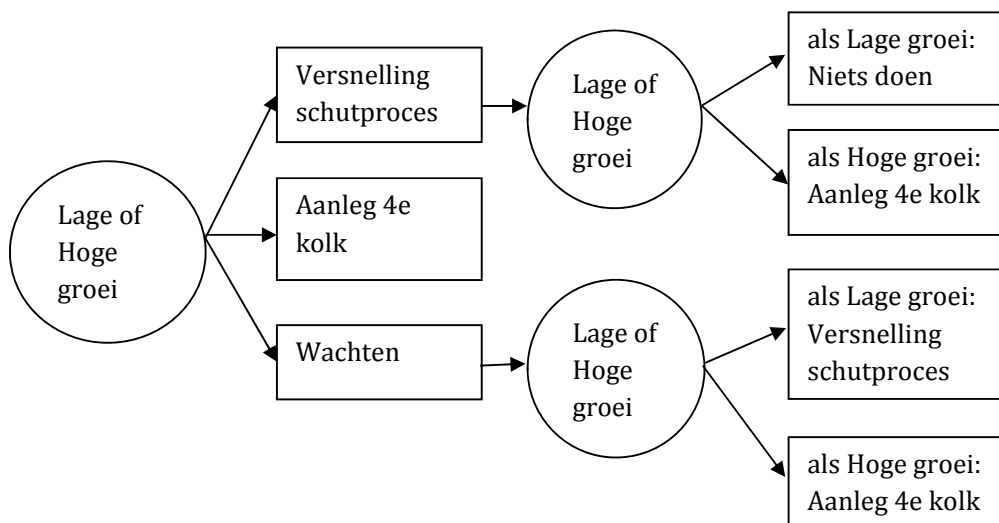 Lage of
Hoge
groei
Versnelling
schutproces
Aanleg 4e
kolk
Wachten
Lage of
Hoge
groei
als Lage groei:
Niets doen
als Hoge groei:
Aanleg 4e kolk
Lage of
Hoge
groei
als Lage groei:
Versnelling
schutproces
als Hoge groei:
Aanleg 4e kolk